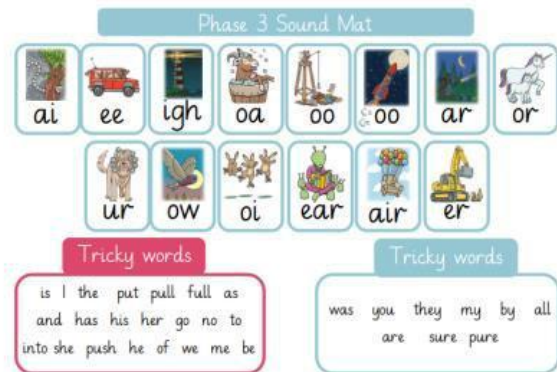 Phase 3 Sound Mat
ai ee igh oa oo oo ar or
ur ow oi ear air er
Tricky words
is I the put pull full as
and has his her go no to
into she push he of we me be
Tricky words
was you they my by all
are sure pure